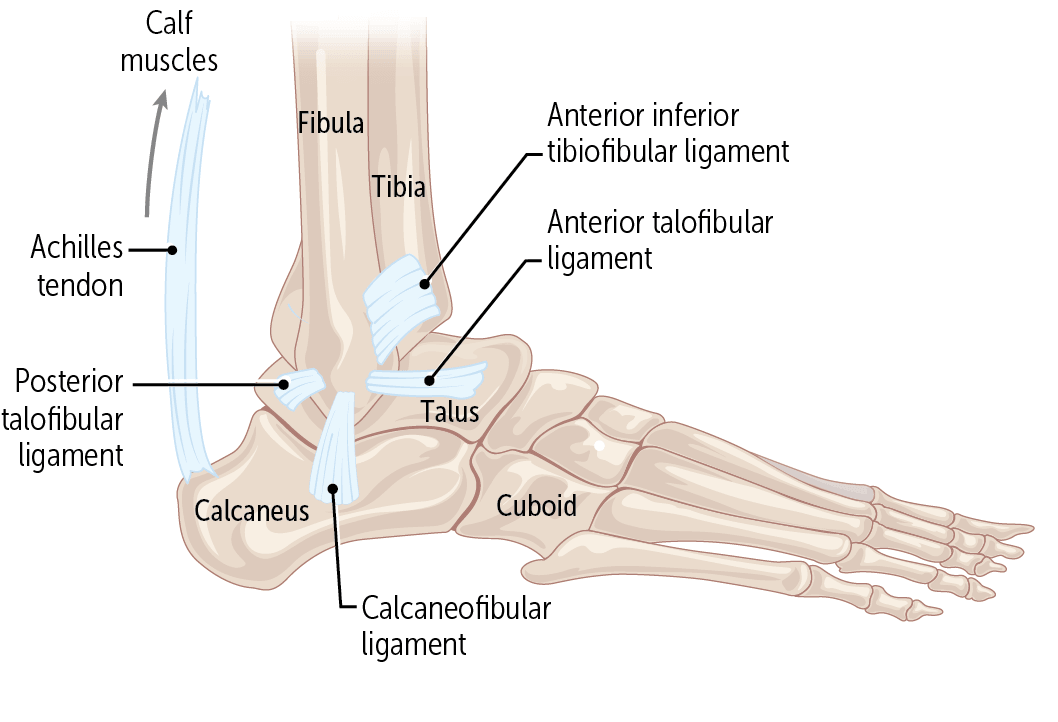 Calf
muscles
Fibula
Anterior inferior
tibiofibular ligament
Tibia
Anterior talofibular
ligament
Achilles
tendon
Posterior
talofibular
ligament
Talus
Calcaneus
Cuboid
Calcaneofibular
ligament